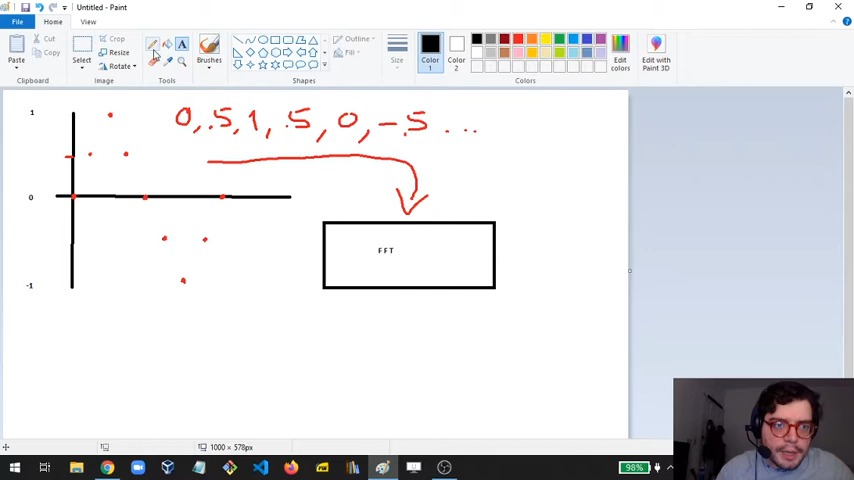 Untitled - Paint
File Home View
Paste
Cut
Copy
Clipboard
Select
Crop
Resize
Rotate
Image
A
Tools
Brushes
Shapes
Outline
Fill
Size
Color 1
Color 2
Colors
Edit colors
Edit with Paint 3D
1
0, .5, 1, .5, 0, -.5 ...
0
FFT
-1
1000 × 578px
98%